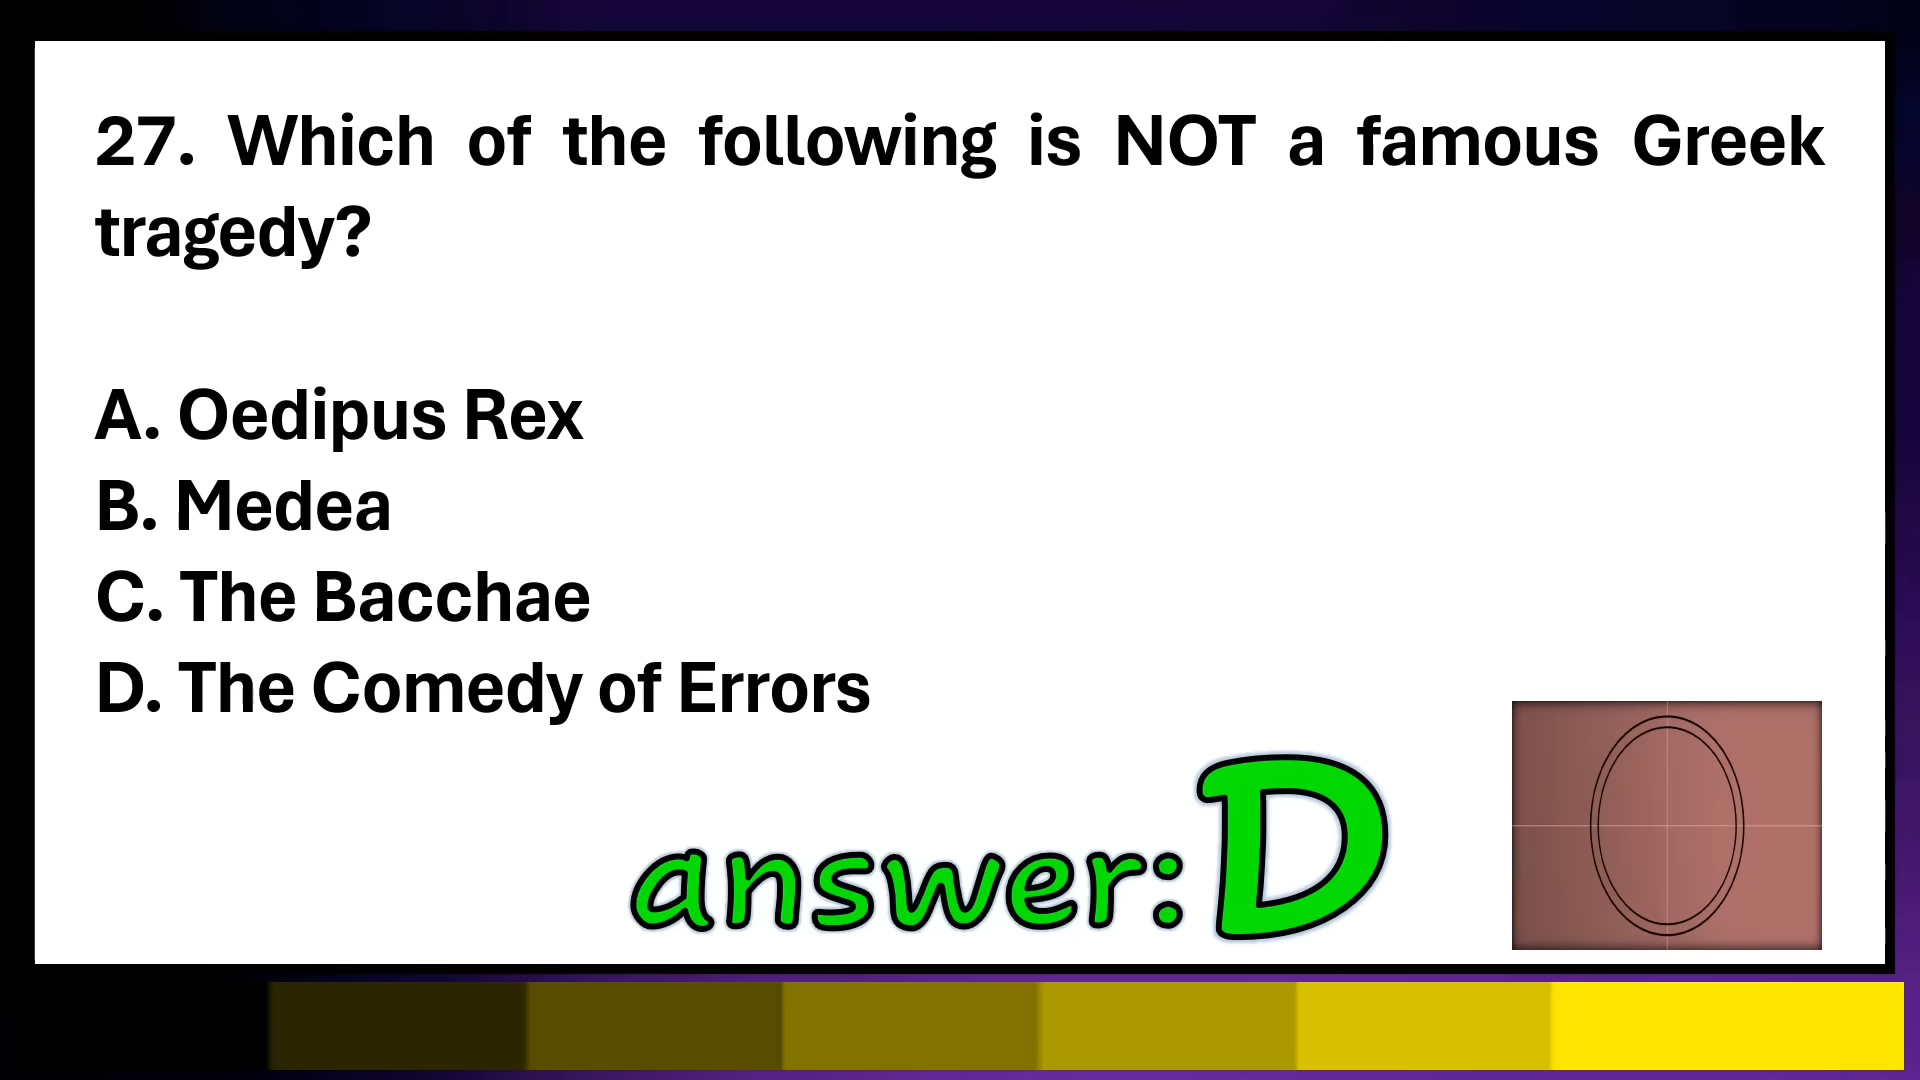 27. Which of the following is NOT a famous Greek
tragedy?
A. Oedipus Rex
B. Medea
C. The Bacchae
D. The Comedy of Errors
answer: D